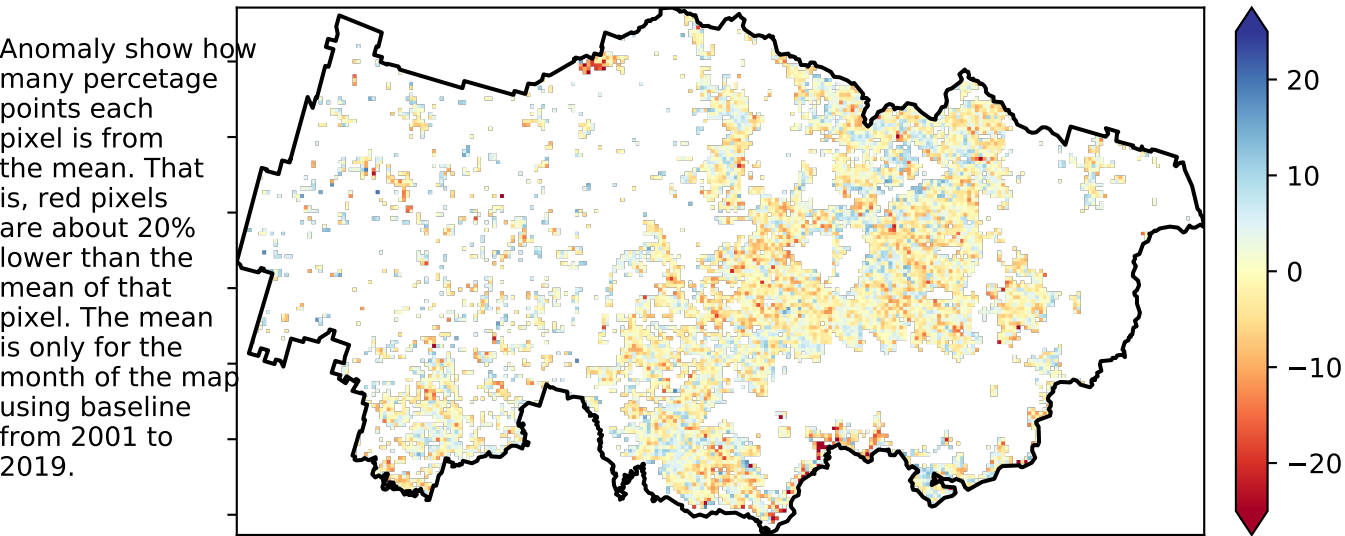 Anomaly show how
many percetage
points each
pixel is from
the mean. That
is, red pixels
are about 20%
lower than the
mean of that
pixel. The mean
is only for the
month of the map
using baseline
from 2001 to
2019.
20
10
0
−10
−20